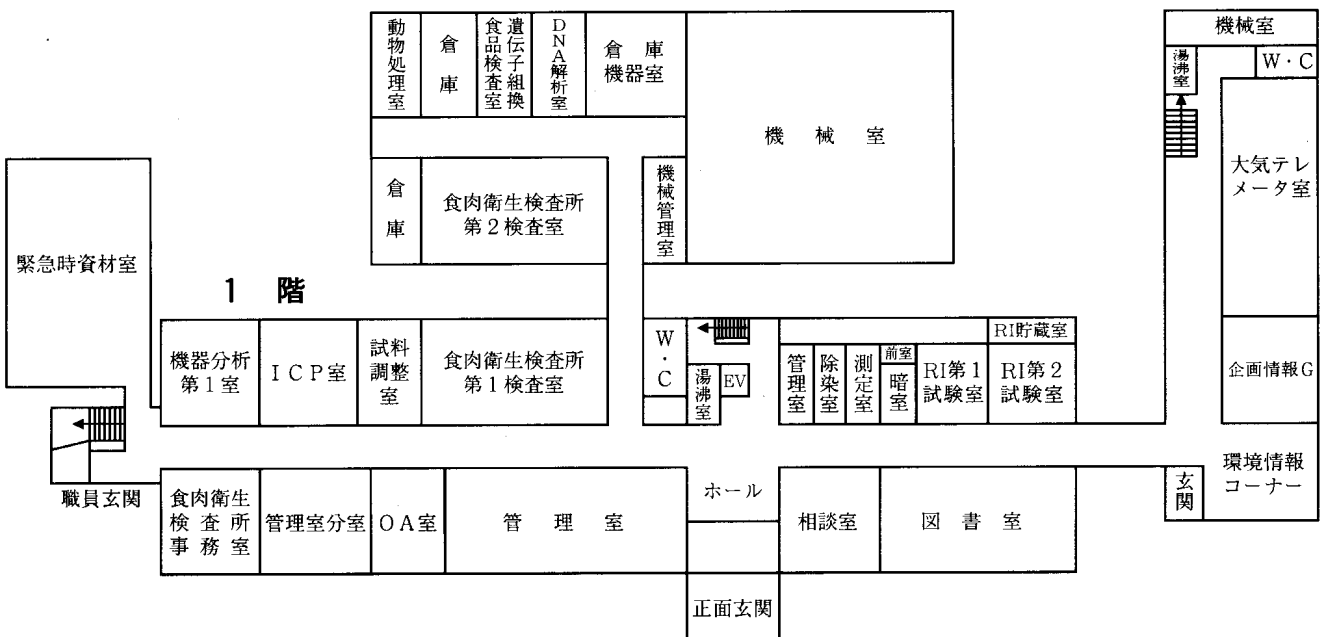 動物処理室
倉庫
遺伝子組換
食品検査室
DNA解析室
倉庫
機器室
機械室
機械室
湯沸室
W・C
大気テレ
メータ室
倉庫
食肉衛生検査所
第2検査室
機械管理室
緊急時資材室
1階
機器分析
第1室
ICP室
試料
調整
室
食肉衛生検査所
第1検査室
W・C
湯沸室
EV
管理室
除染室
測定室
前室
暗室
RI第1
試験室
RI貯蔵室
RI第2
試験室
企画情報G
職員玄関
食肉衛生
検査所
事務室
管理室分室
OA室
管理室
ホール
相談室
図書室
玄関
環境情報
コーナー
正面玄関